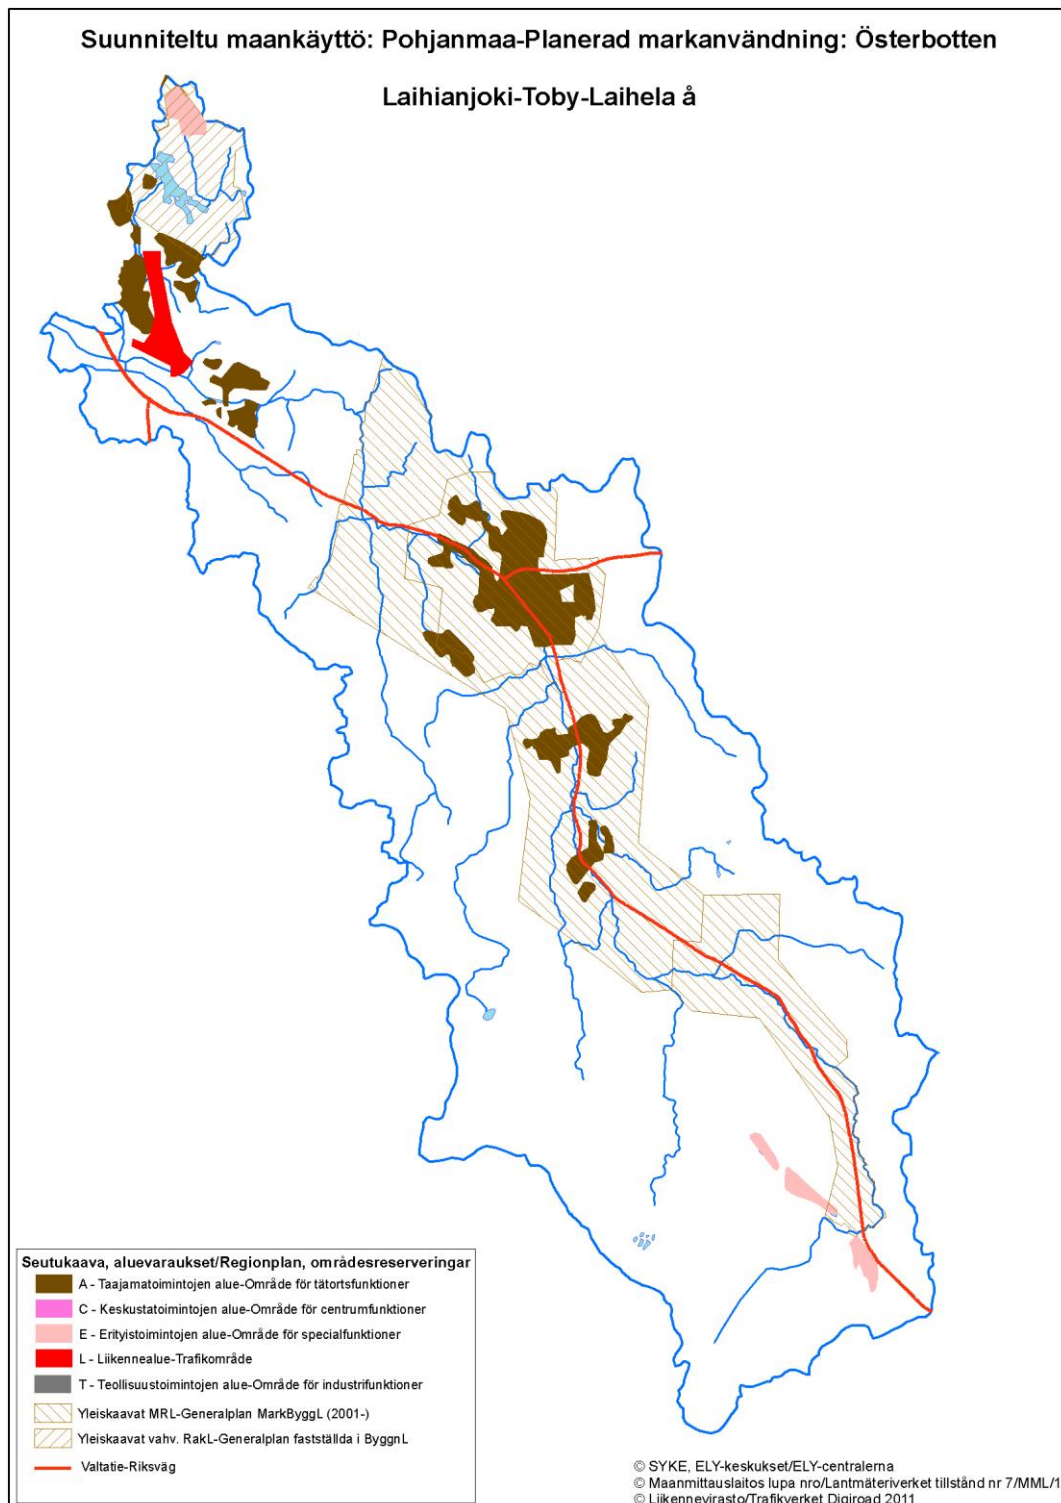 Suunniteltu maankäyttö: Pohjanmaa-Planerad markanvändning: Österbotten
Laihianjoki-Toby-Laihela å
Seutukaava, aluevaraukset/Regionplan, områdesreserveringar
A - Taajamatoimintojen alue-Område för tätortsfunktioner
C - Keskustatoimintojen alue-Område för centrumfunktioner
E - Erityistoimintojen alue-Område för specialfunktioner
L - Liikennealue-Trafikområde
T - Teollisuustoimintojen alue-Område för industrifunktioner
Yleiskaavat MRL-Generalplan MarkByggL (2001-)
Yleiskaavat vahv. RakL-Generalplan fastställda i ByggnL
Valtatie-Riksväg
© SYKE, ELY-keskukset/ELY-centralerna
© Maanmittauslaitos lupa nro/Lantmäteriverket tillstånd nr 7/MML/1
© Liikennevirasto/Trafikverket Digiroad 2011